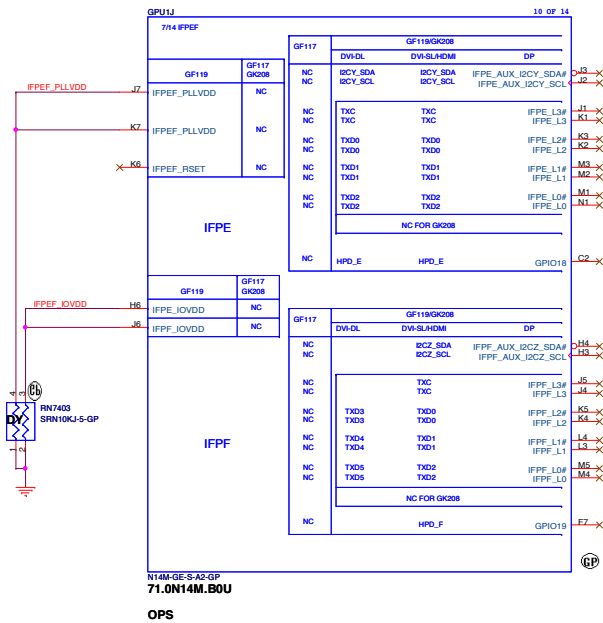 GPU1J
10 OF 14
7/14 IFPEF
GF117
GF119/GK208
DVI-DL DVI-SL/HDMI DP
GF119
GF117
GK208
IFPEF_PLLVDD
J7 IFPEF_PLLVDD NC
K7 IFPEF_PLLVDD NC
K6 IFPEF_RSET NC
NC I2CY_SDA I2CY_SDA IFPE_AUX_I2CY_SDA# J3
NC I2CY_SCL I2CY_SCL IFPE_AUX_I2CY_SCL J2
NC TXC TXC IFPE_L3# J1
NC TXC TXC IFPE_L3 K1
NC TXD0 TXD0 IFPE_L2# K3
NC TXD0 TXD0 IFPE_L2 K2
NC TXD1 TXD1 IFPE_L1# M3
NC TXD1 TXD1 IFPE_L1 M2
NC TXD2 TXD2 IFPE_L0# M1
NC TXD2 TXD2 IFPE_L0 N1
IFPE
NC FOR GK208
NC HPD_E HPD_E GPIO18 C2
GF119
GF117
GK208
IFPEF_IOVDD
H6 IFPE_IOVDD NC
J6 IFPF_IOVDD NC
GF117
GF119/GK208
DVI-DL DVI-SL/HDMI DP
NC I2CZ_SDA IFPF_AUX_I2CZ_SDA# H4
NC I2CZ_SCL IFPF_AUX_I2CZ_SCL H3
NC TXC IFPF_L3# J5
NC TXC IFPF_L3 J4
NC TXD3 TXD0 IFPF_L2# K5
NC TXD3 TXD0 IFPF_L2 K4
NC TXD4 TXD1 IFPF_L1# L4
NC TXD4 TXD1 IFPF_L1 L3
NC TXD5 TXD2 IFPF_L0# M5
NC TXD5 TXD2 IFPF_L0 M4
IFPF
NC FOR GK208
NC HPD_F GPIO19 F7
4 3
Pb
RN7403
SRN10KJ-5-GP
DY
1 2
GP
N14M-GE-S-A2-GP
71.0N14M.B0U
OPS